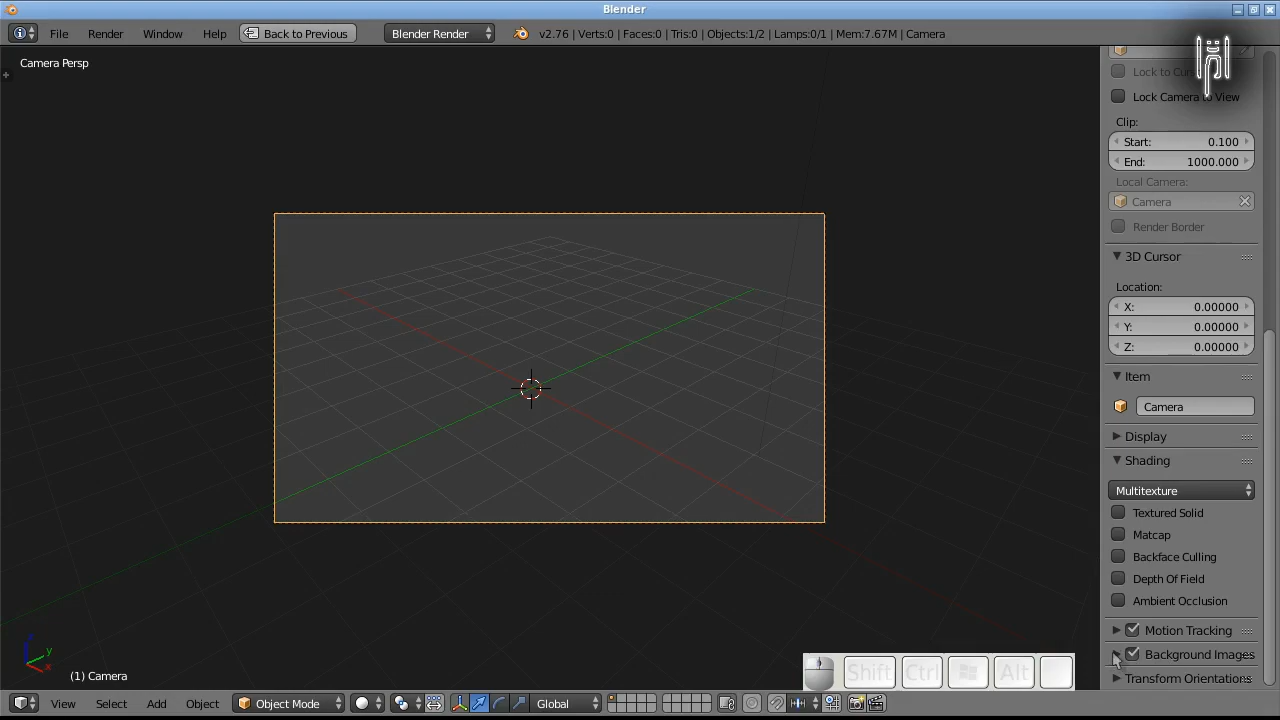 Blender
File Render Window Help Back to Previous Blender Render v2.76 | Verts:0 | Faces:0 | Tris:0 | Objects:1/2 | Lamps:0/1 | Mem:7.67M | Camera
Camera Persp
Lock to
Lock Camera to View
Clip:
Start: 0.100
End: 1000.000
Local Camera:
Camera
Render Border
3D Cursor
Location:
X: 0.00000
Y: 0.00000
Z: 0.00000
Item
Camera
Display
Shading
Multitexture
Textured Solid
Matcap
Backface Culling
Depth Of Field
Ambient Occlusion
Motion Tracking
Background Images
Transform Orientations
z
y
x
(1) Camera
Shift Ctrl Alt
View Select Add Object Object Mode Global